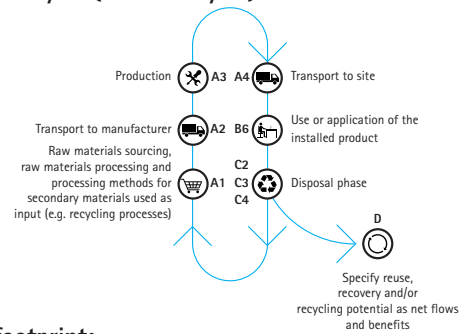 Production
A3
A4
Transport to site
Transport to manufacturer
A2
B6
Use or application of the
installed product
Raw materials sourcing,
raw materials processing and
processing methods for
secondary materials used as
input (e.g. recycling processes)
A1
C2
C3
C4
Disposal phase
D
Specify reuse,
recovery and/or
recycling potential as net flows
and benefits